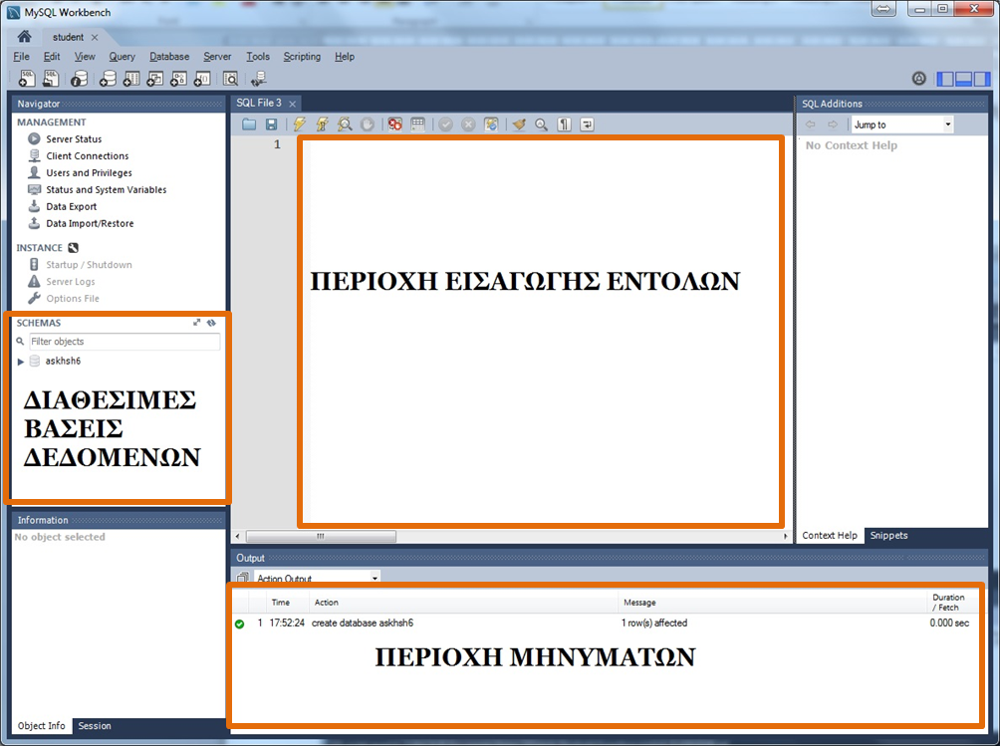 MySQL Workbench
student
File Edit View Query Database Server Tools Scripting Help
Navigator
MANAGEMENT
Server Status
Client Connections
Users and Privileges
Status and System Variables
Data Export
Data Import/Restore
INSTANCE
Startup / Shutdown
Server Logs
Options File
SCHEMAS
Filter objects
askhsh6
ΔΙΑΘΕΣΙΜΕΣ
ΒΑΣΕΙΣ
ΔΕΔΟΜΕΝΩΝ
Information
No object selected
Object Info Session
SQL File 3
1
ΠΕΡΙΟΧΗ ΕΙΣΑΓΩΓΗΣ ΕΝΤΟΛΩΝ
SQL Additions
Jump to
No Context Help
Context Help Snippets
Output
Action Output
Time Action Message Duration
/ Fetch
1 17:52:24 create database askhsh6 1 row(s) affected 0.000 sec
ΠΕΡΙΟΧΗ ΜΗΝΥΜΑΤΩΝ